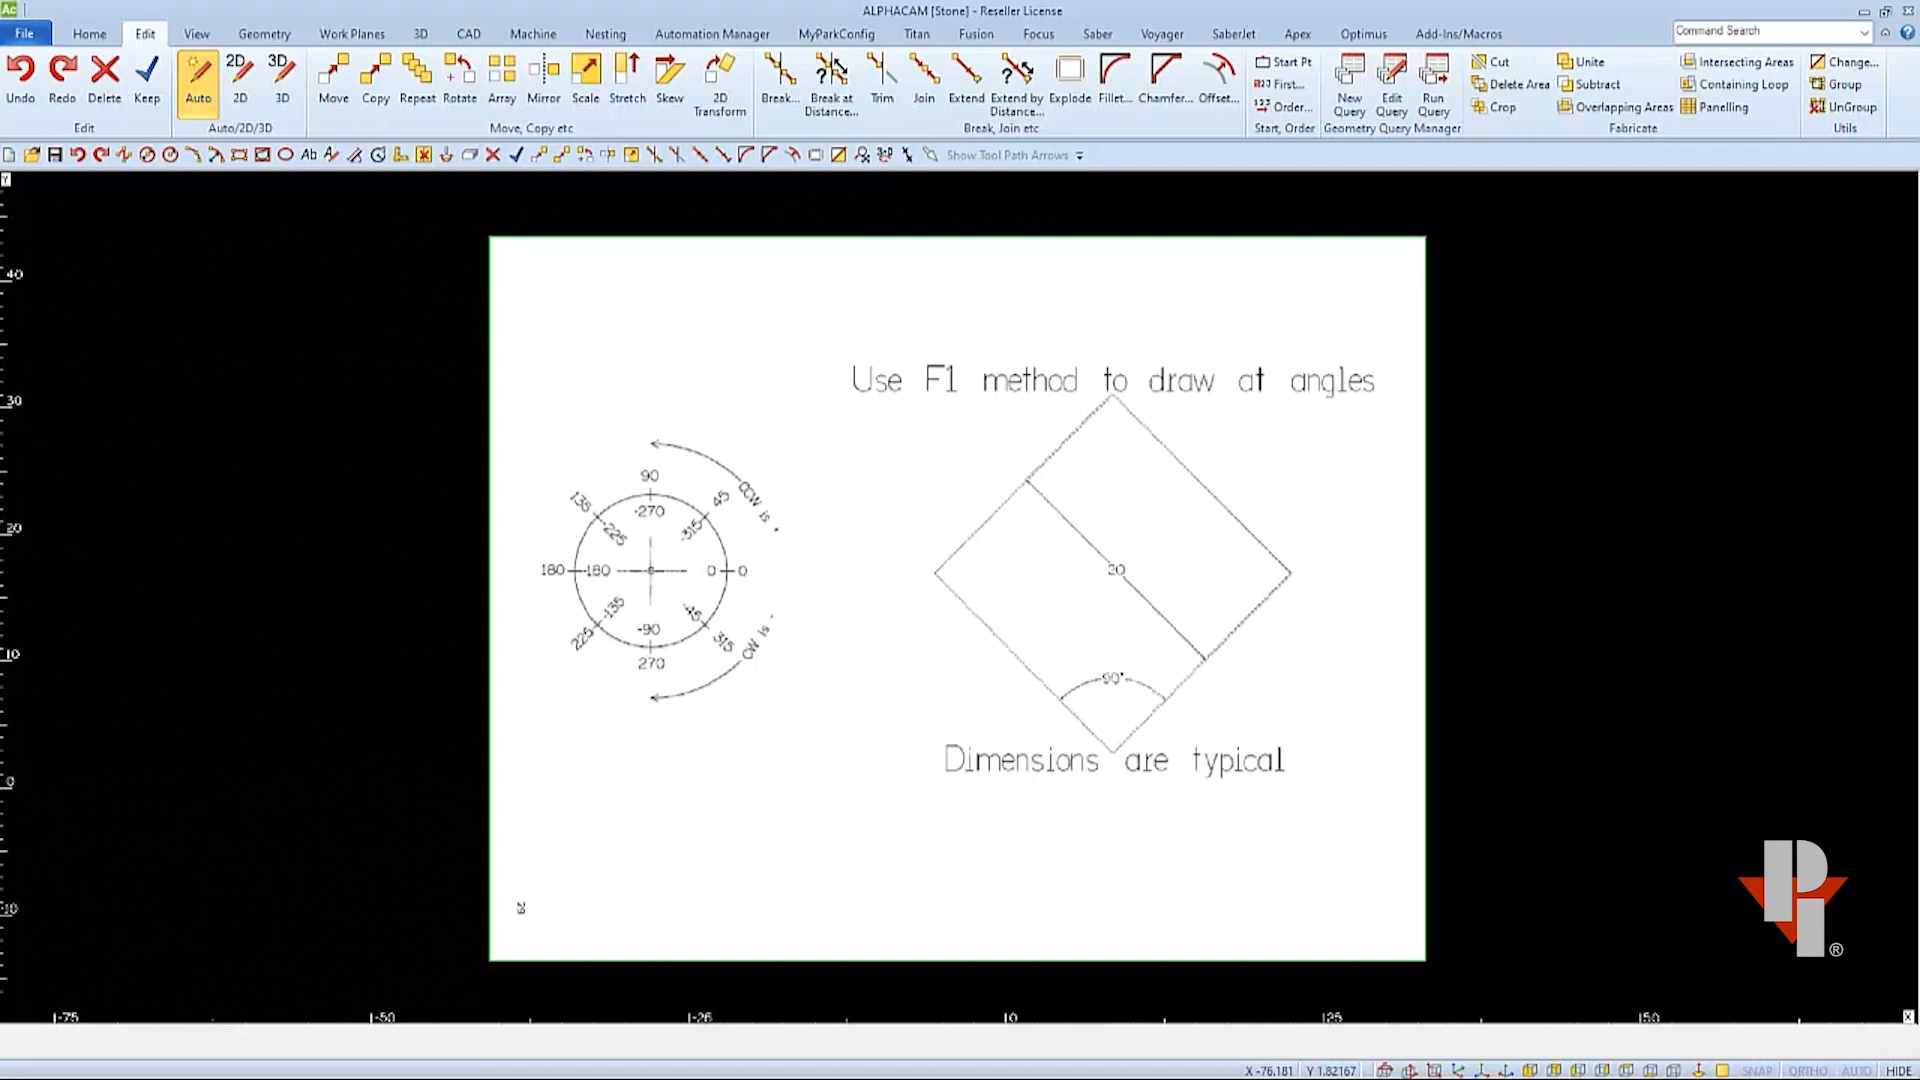 ALPHACAM [Stone] - Reseller License
File Home Edit View Geometry Work Planes 3D CAD Machine Nesting Automation Manager MyParkConfig Titan Fusion Focus Saber Voyager SaberJet Apex Optimus Add-Ins/Macros Command Search
Undo Redo Delete Keep
Edit
Auto 2D 3D
Auto/2D/3D
Move Copy Repeat Rotate Array Mirror Scale Stretch Skew 2D Transform
Move, Copy etc
Break... Break at Distance... Trim Join Extend Extend by Distance... Explode Fillet... Chamfer... Offset...
Break, Join etc
Start Pt
First...
Order...
Start, Order
New Query Edit Query Run Query
Geometry Query Manager
Cut Unite Intersecting Areas
Delete Area Subtract Containing Loop
Crop Overlapping Areas Panelling
Fabricate
Change...
Group
UnGroup
Utils
Show Tool Path Arrows
Y
40
30
20
10
0
-10
Use F1 method to draw at angles
CCW is +
90
-270
135
-225
45
-315
180 -180 0 0
-135
225
-45
315
-90
270
CW is -
20
90°
Dimensions are typical
29
PI ®
-75 -50 -25 0 25 50 X
X -76.181 Y 1.82167 SNAP ORTHO AUTO HIDE